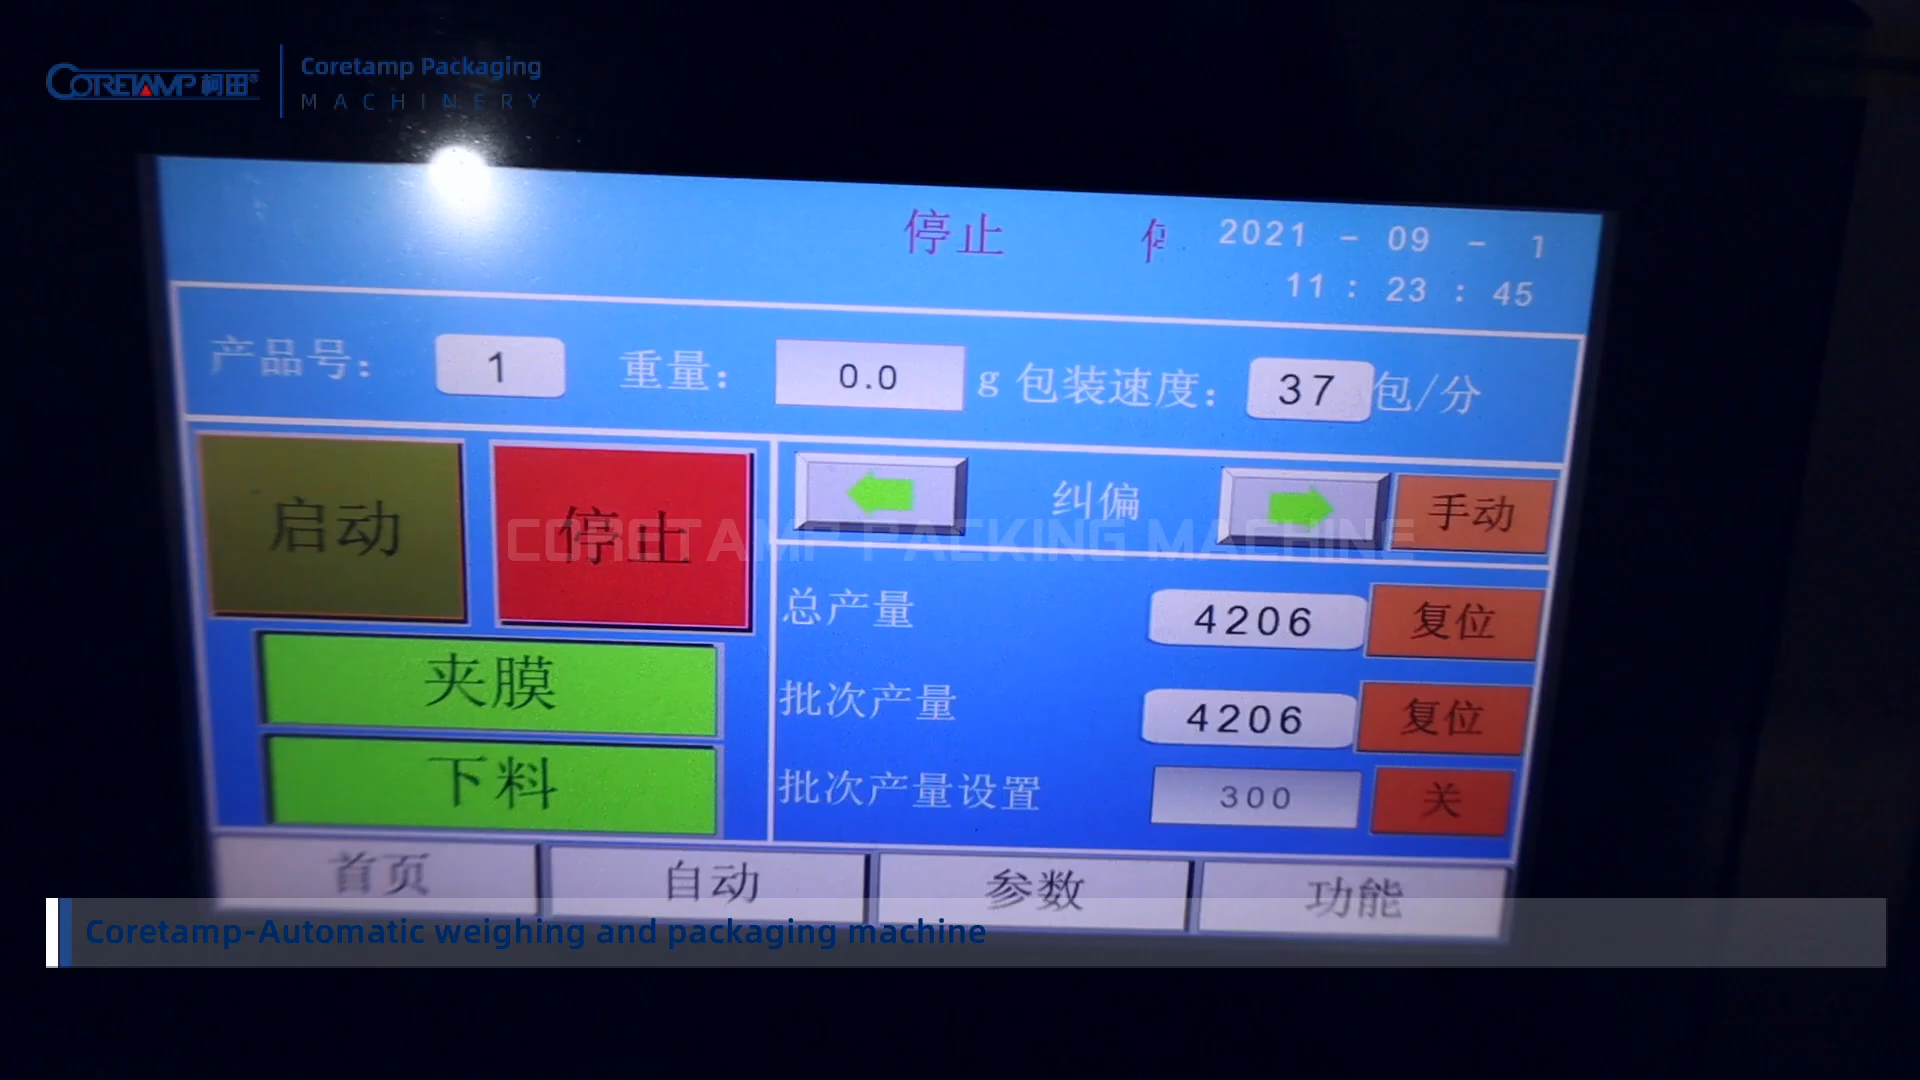 CORETAMP 柯田®
Coretamp Packaging
MACHINERY
停止
2021 - 09 - 1
11 : 23 : 45
产品号： 1 重量： 0.0 g 包装速度： 37 包/分
启动 停止
纠偏 手动
CORETAMP PACKING MACHINE
总产量 4206 复位
夹膜
批次产量 4206 复位
下料
批次产量设置 300 关
首页 自动 参数 功能
Coretamp-Automatic weighing and packaging machine